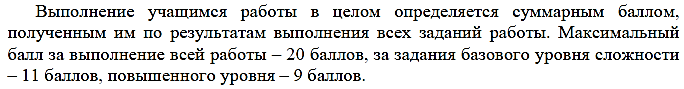 Выполнение учащимся работы в целом определяется суммарным баллом,
полученным им по результатам выполнения всех заданий работы. Максимальный
балл за выполнение всей работы – 20 баллов, за задания базового уровня сложности
– 11 баллов, повышенного уровня – 9 баллов.